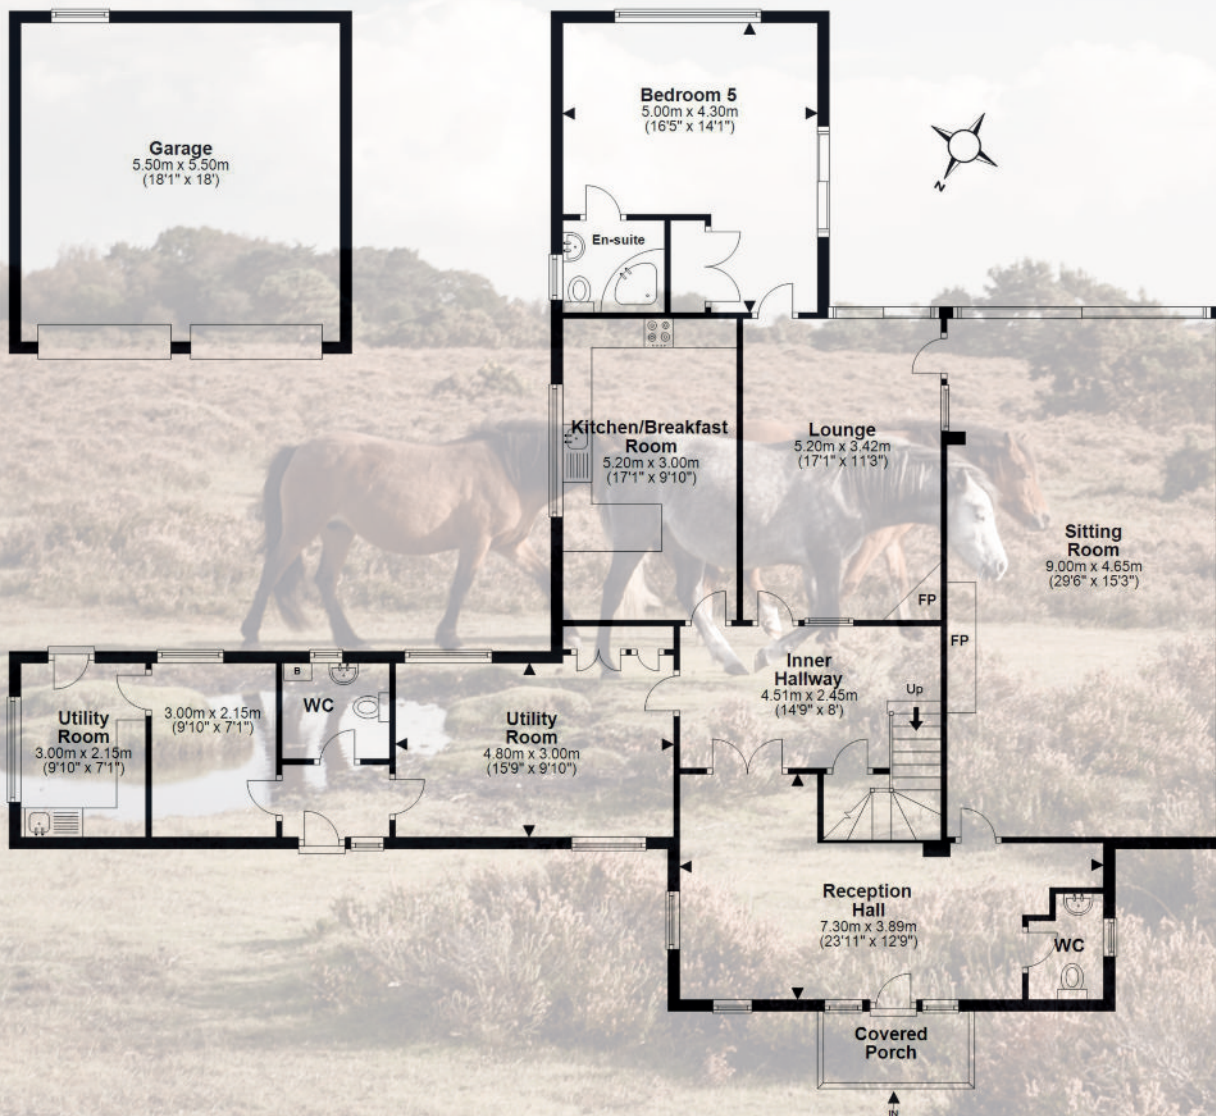 Garage
5.50m x 5.50m
(18'1" x 18')
Bedroom 5
5.00m x 4.30m
(16'5" x 14'1")
N
En-suite
Kitchen/Breakfast
Room
5.20m x 3.00m
(17'1" x 9'10")
Lounge
5.20m x 3.42m
(17'1" x 11'3")
FP
Sitting
Room
9.00m x 4.65m
(29'6" x 15'3")
FP
Inner
Hallway
4.51m x 2.45m
(14'9" x 8')
Up
Utility
Room
3.00m x 2.15m
(9'10" x 7'1")
3.00m x 2.15m
(9'10" x 7'1")
B
WC
Utility
Room
4.80m x 3.00m
(15'9" x 9'10")
Reception
Hall
7.30m x 3.89m
(23'11" x 12'9")
WC
Covered
Porch
IN